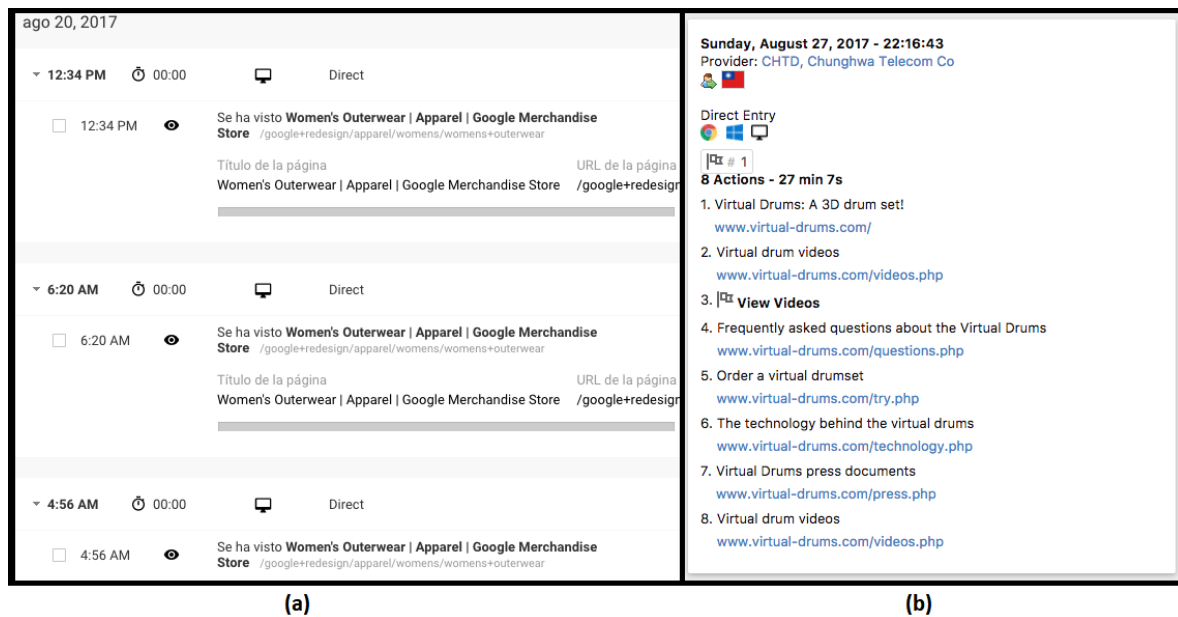 ago 20, 2017
12:34 PM 00:00 Direct
12:34 PM Se ha visto Women's Outerwear | Apparel | Google Merchandise
Store /google+redesign/apparel/womens/womens+outerwear
Título de la página URL de la página
Women's Outerwear | Apparel | Google Merchandise Store /google+redesign
6:20 AM 00:00 Direct
6:20 AM Se ha visto Women's Outerwear | Apparel | Google Merchandise
Store /google+redesign/apparel/womens/womens+outerwear
Título de la página URL de la página
Women's Outerwear | Apparel | Google Merchandise Store /google+redesign
4:56 AM 00:00 Direct
4:56 AM Se ha visto Women's Outerwear | Apparel | Google Merchandise
Store /google+redesign/apparel/womens/womens+outerwear
(a)
Sunday, August 27, 2017 - 22:16:43
Provider: CHTD, Chunghwa Telecom Co
Direct Entry
# 1
8 Actions - 27 min 7s
1. Virtual Drums: A 3D drum set!
www.virtual-drums.com/
2. Virtual drum videos
www.virtual-drums.com/videos.php
3. View Videos
4. Frequently asked questions about the Virtual Drums
www.virtual-drums.com/questions.php
5. Order a virtual drumset
www.virtual-drums.com/try.php
6. The technology behind the virtual drums
www.virtual-drums.com/technology.php
7. Virtual Drums press documents
www.virtual-drums.com/press.php
8. Virtual drum videos
www.virtual-drums.com/videos.php
(b)